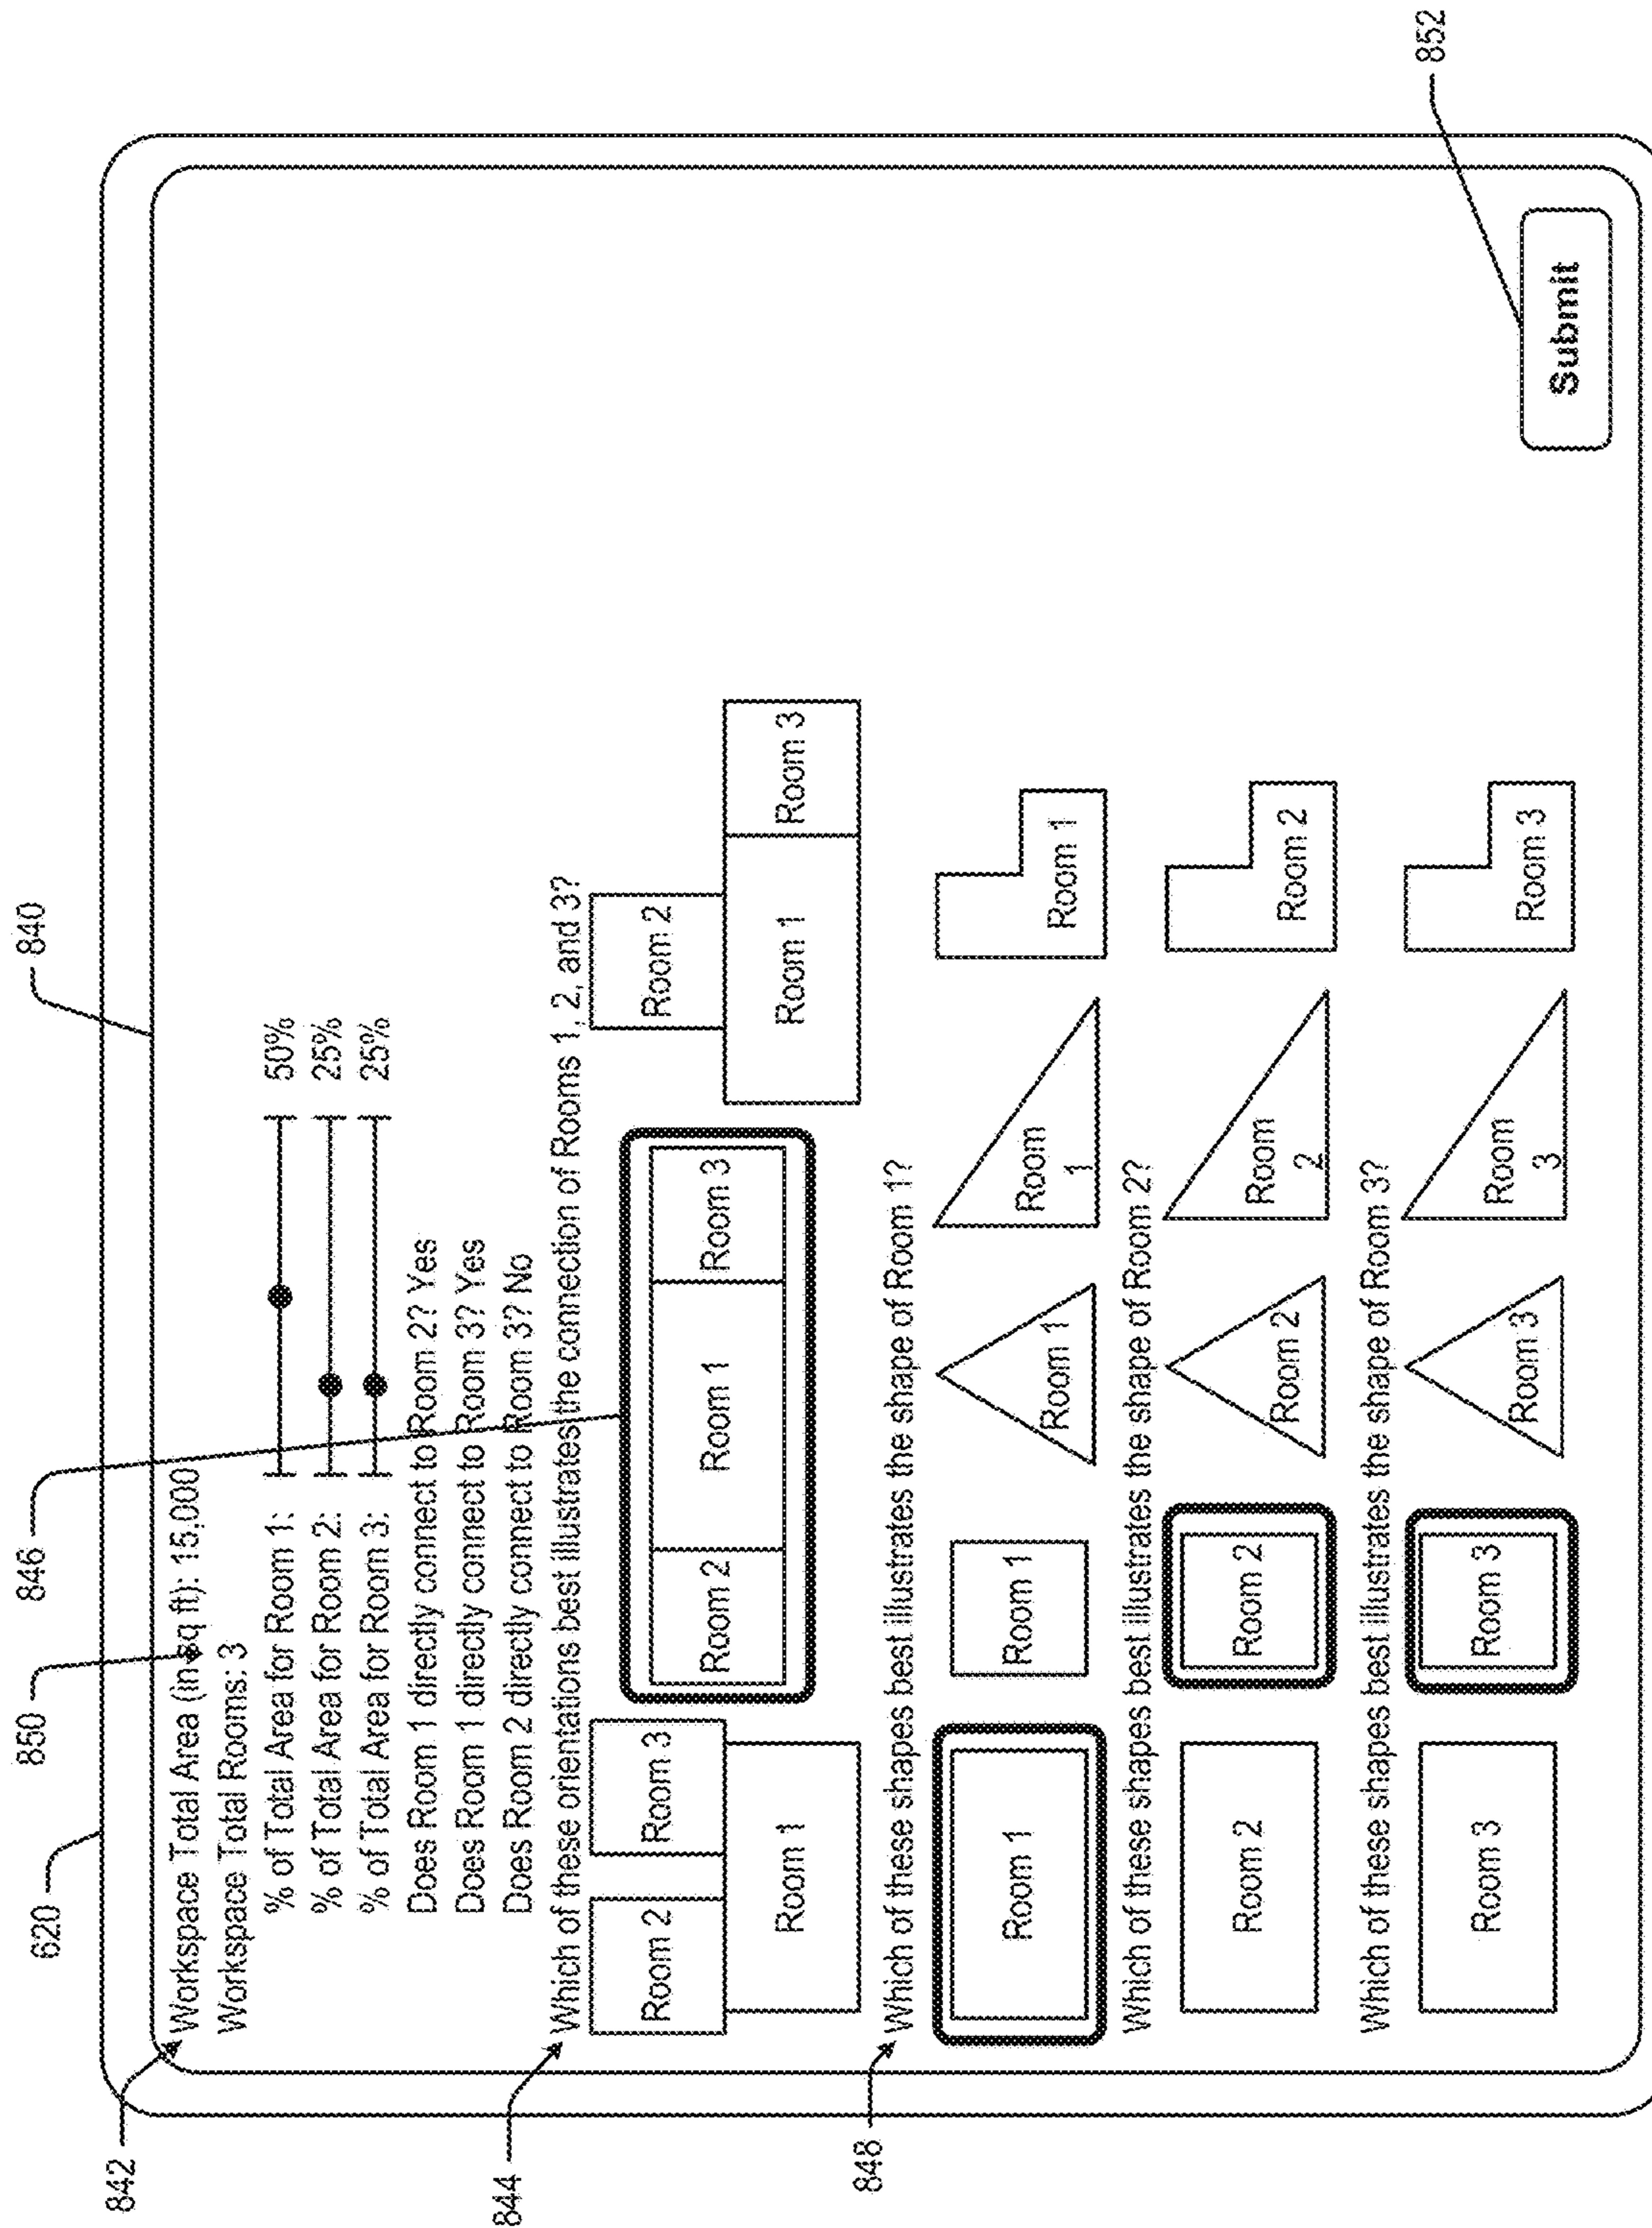 620
850
846
840
842
Workspace Total Area (in sq ft): 15,000
Workspace Total Rooms: 3
% of Total Area for Room 1: 50%
% of Total Area for Room 2: 25%
% of Total Area for Room 3: 25%
Does Room 1 directly connect to Room 2? Yes
Does Room 1 directly connect to Room 3? Yes
Does Room 2 directly connect to Room 3? No
844
Which of these orientations best illustrates the connection of Rooms 1, 2, and 3?
Room 2 Room 3
Room 1
Room 2 Room 1 Room 3
Room 2
Room 1 Room 3
848
Which of these shapes best illustrates the shape of Room 1?
Room 1
Room 1
Room 1
Room
1
Room 1
Which of these shapes best illustrates the shape of Room 2?
Room 2
Room 2
Room 2
Room
2
Room 2
Which of these shapes best illustrates the shape of Room 3?
Room 3
Room 3
Room 3
Room
3
Room 3
Submit
852